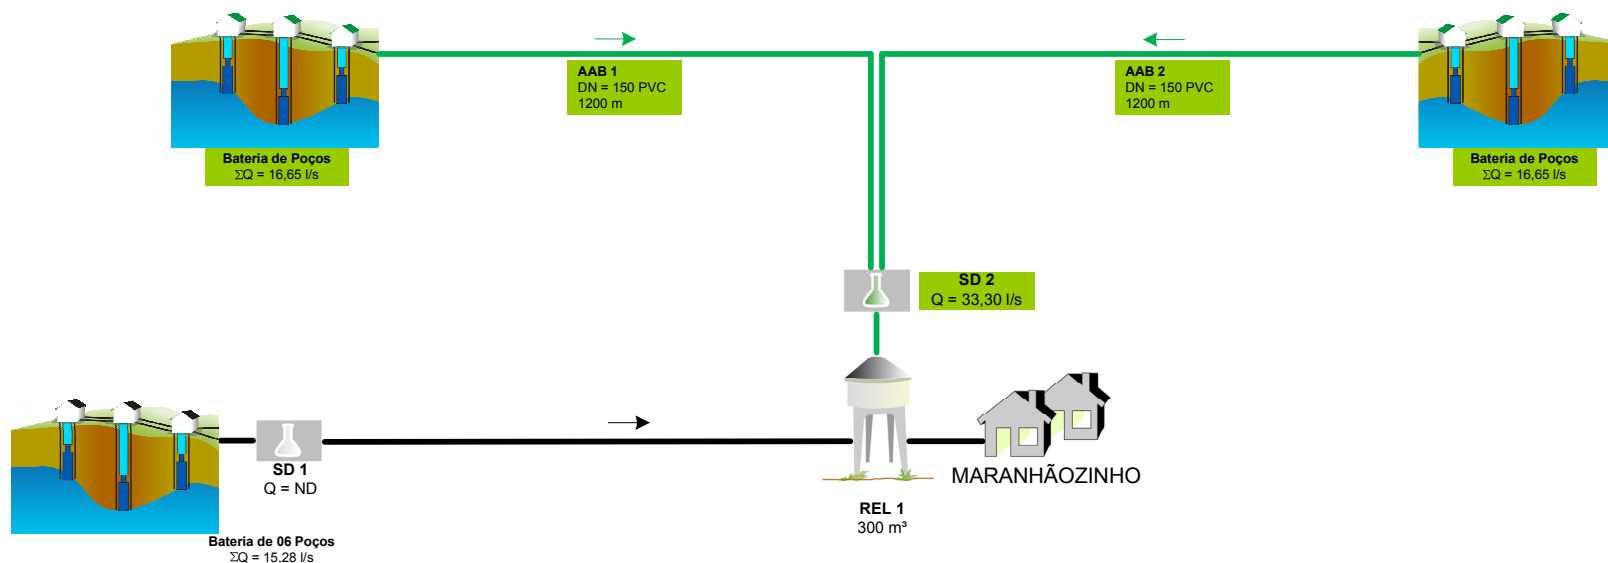 AAB 1
DN = 150 PVC
1200 m
AAB 2
DN = 150 PVC
1200 m
Bateria de Poços
ΣQ = 16,65 l/s
Bateria de Poços
ΣQ = 16,65 l/s
SD 2
Q = 33,30 l/s
SD 1
Q = ND
MARANHÃOZINHO
REL 1
300 m³
Bateria de 06 Poços
ΣQ = 15,28 l/s